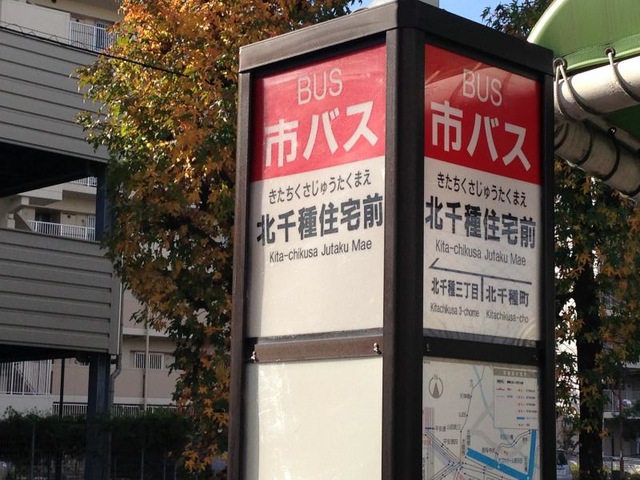 BUS
市バス
きたちくさじゅうたくまえ
北千種住宅前
Kita-chikusa Jutaku Mae
BUS
市バス
きたちくさじゅうたくまえ
北千種住宅前
Kita-chikusa Jutaku Mae
北千種三丁目 北千種町
Kitachikusa 3-chome Kitachikusa-cho